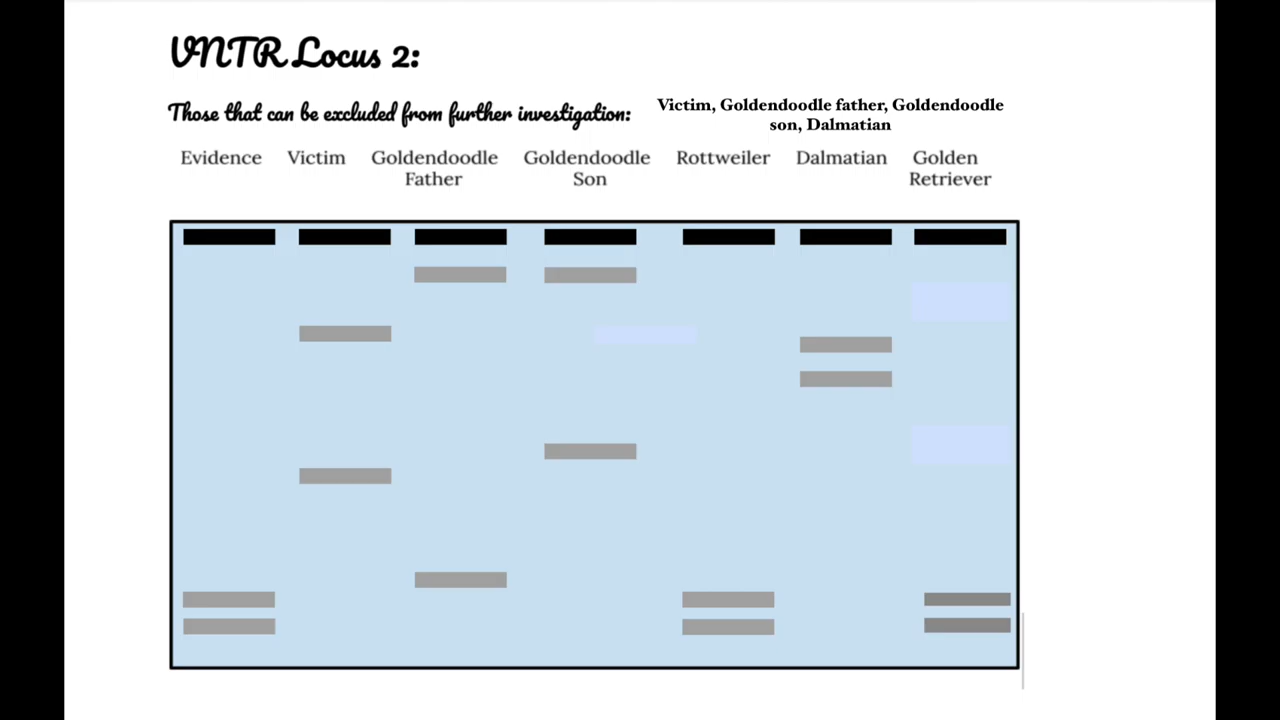 VNTR Locus 2:
Those that can be excluded from further investigation:
Victim, Goldendoodle father, Goldendoodle
son, Dalmatian
Evidence Victim Goldendoodle Father Goldendoodle Son Rottweiler Dalmatian Golden Retriever